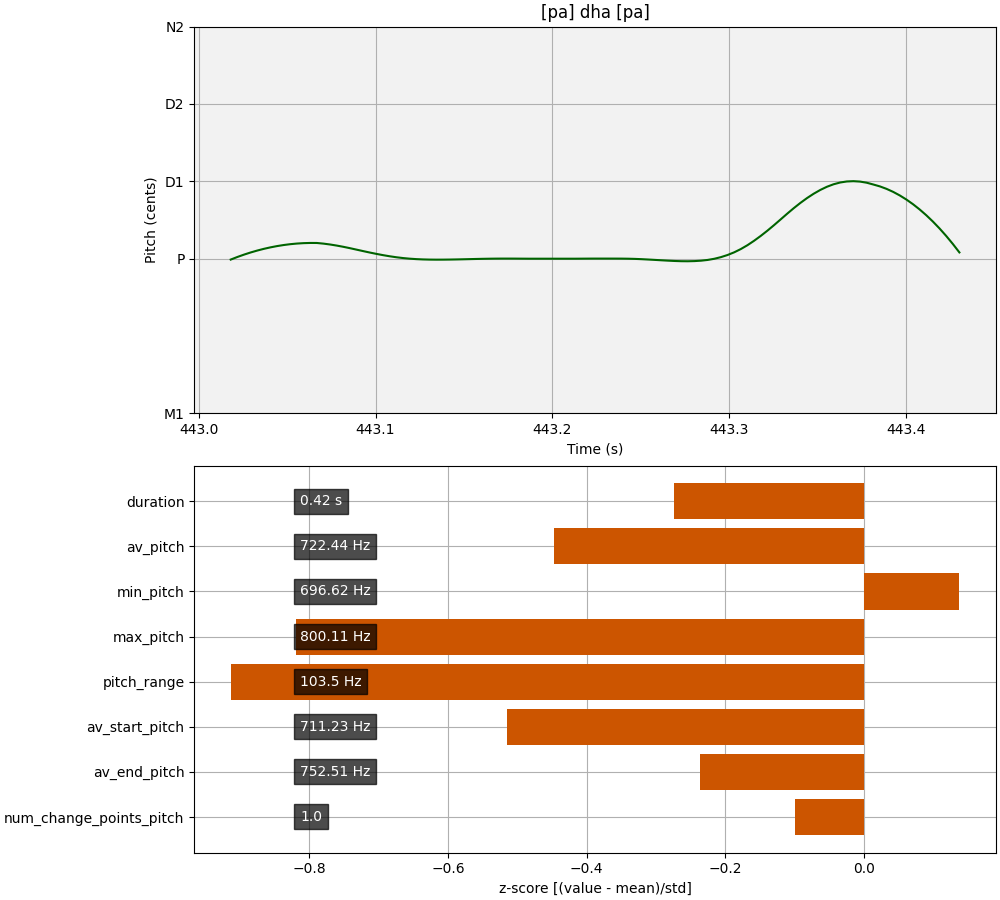 [pa] dha [pa]
N2
D2
D1
P
M1
Pitch (cents)
443.0 443.1 443.2 443.3 443.4
Time (s)
duration 0.42 s
av_pitch 722.44 Hz
min_pitch 696.62 Hz
max_pitch 800.11 Hz
pitch_range 103.5 Hz
av_start_pitch 711.23 Hz
av_end_pitch 752.51 Hz
num_change_points_pitch 1.0
−0.8 −0.6 −0.4 −0.2 0.0
z-score [(value - mean)/std]